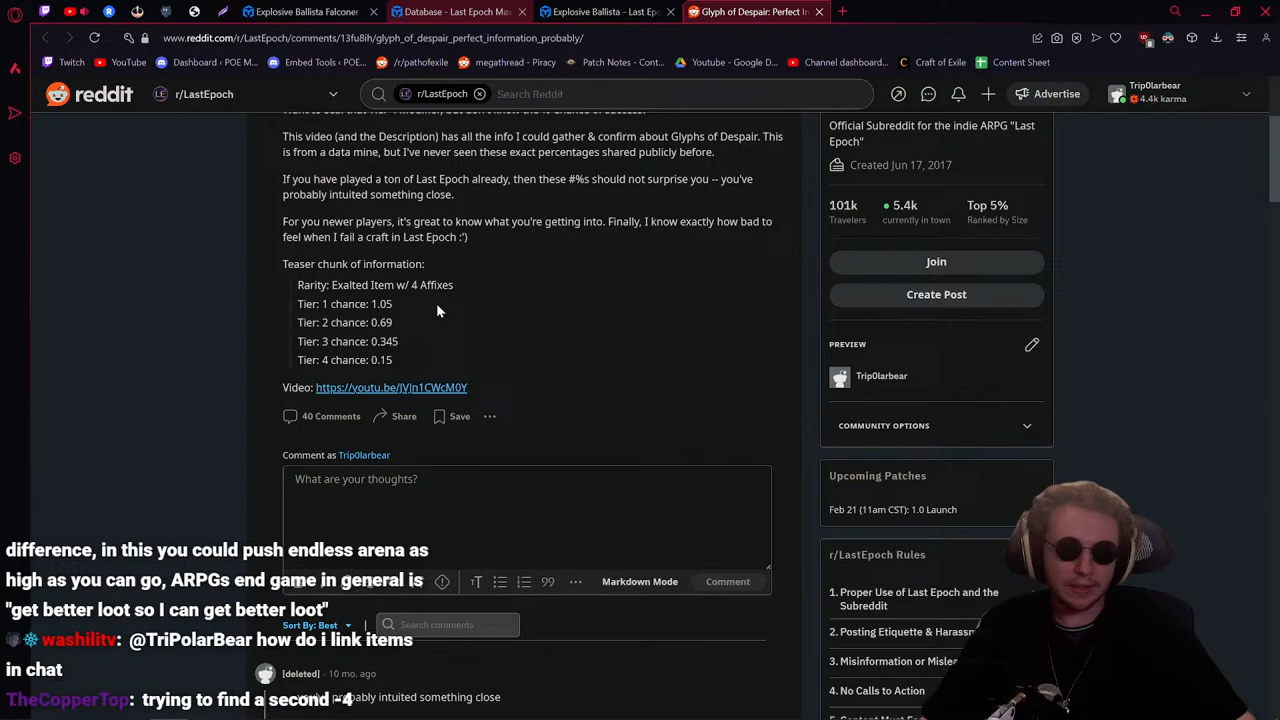 Explosive Ballista Falconer
Database - Last Epoch Max
Explosive Ballista - Last Ep
Glyph of Despair: Perfect In
www.reddit.com/r/LastEpoch/comments/13fu8ih/glyph_of_despair_perfect_information_probably/
8
Twitch
YouTube
Dashboard ‹ POE M...
Embed Tools ‹ POE...
/r/pathofexile
megathread - Piracy
Patch Notes - Cont...
Youtube - Google D...
Channel dashboard...
Craft of Exile
Content Sheet
reddit
r/LastEpoch
r/LastEpoch
Search Reddit
Advertise
Trip0larbear
4.4k karma
This video (and the Description) has all the info I could gather & confirm about Glyphs of Despair. This
is from a data mine, but I've never seen these exact percentages shared publicly before.
If you have played a ton of Last Epoch already, then these #%s should not surprise you -- you've
probably intuited something close.
For you newer players, it's great to know what you're getting into. Finally, I know exactly how bad to
feel when I fail a craft in Last Epoch :')
Teaser chunk of information:
Rarity: Exalted Item w/ 4 Affixes
Tier: 1 chance: 1.05
Tier: 2 chance: 0.69
Tier: 3 chance: 0.345
Tier: 4 chance: 0.15
Video: https://youtu.be/JVJn1CWcM0Y
40 Comments
Share
Save
Comment as Trip0larbear
What are your thoughts?
Markdown Mode
Comment
Sort By: Best
Search comments
[deleted] · 10 mo. ago
probably intuited something close
Official Subreddit for the indie ARPG "Last
Epoch"
Created Jun 17, 2017
101k
Travelers
5.4k
currently in town
Top 5%
Ranked by Size
Join
Create Post
PREVIEW
Trip0larbear
COMMUNITY OPTIONS
Upcoming Patches
Feb 21 (11am CST): 1.0 Launch
r/LastEpoch Rules
1. Proper Use of Last Epoch and the
Subreddit
2. Posting Etiquette & Harassm
3. Misinformation or Mislea
4. No Calls to Action
difference, in this you could push endless arena as
high as you can go, ARPGs end game in general is
"get better loot so I can get better loot"
washilitv: @TriPolarBear how do i link items
in chat
TheCopperTop: trying to find a second -4